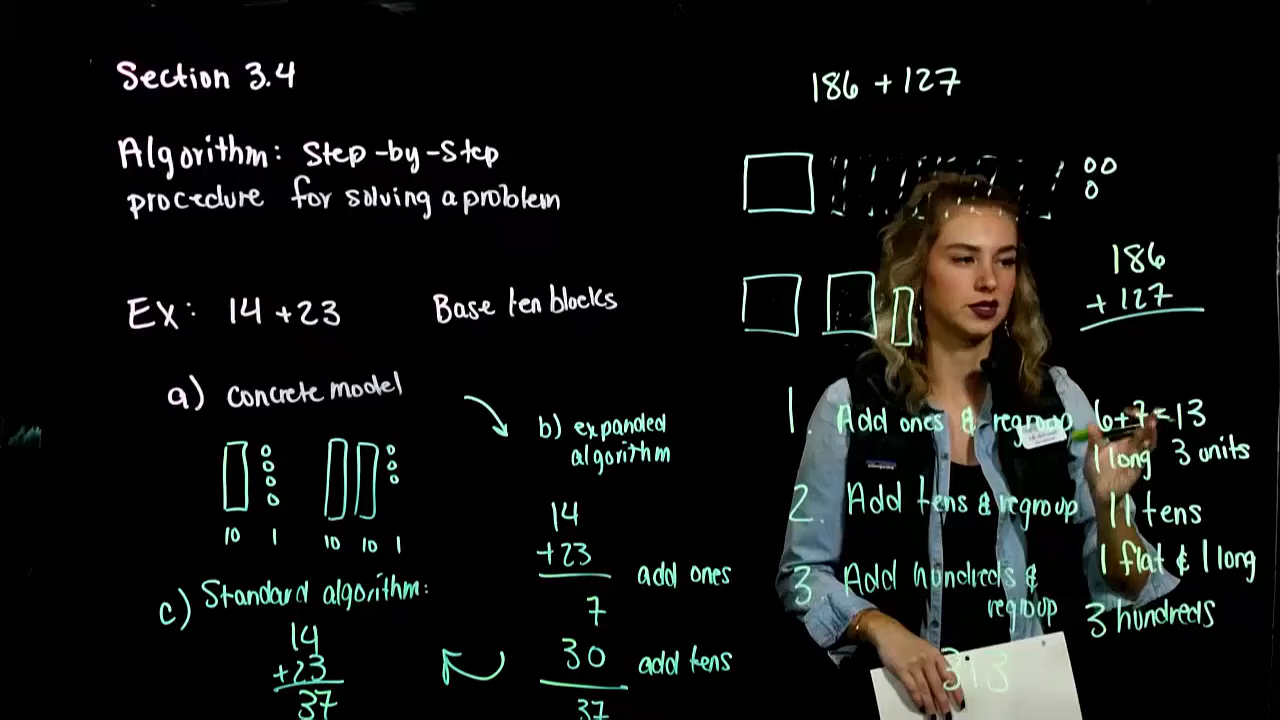 Section 3.4
Algorithm: Step-by-Step
procedure for solving a problem
Ex: 14 + 23
Base ten blocks
a) concrete model
10 1 10 10 1
b) expanded
algorithm
14
+23
add ones
7
30
add tens
37
c) Standard algorithm:
14
+23
37
186 + 127
186
+ 127
1. Add ones & regroup 6+7=13
1 long 3 units
2. Add tens & regroup 11 tens
1 flat & 1 long
3. Add hundreds &
regroup
3 hundreds
313